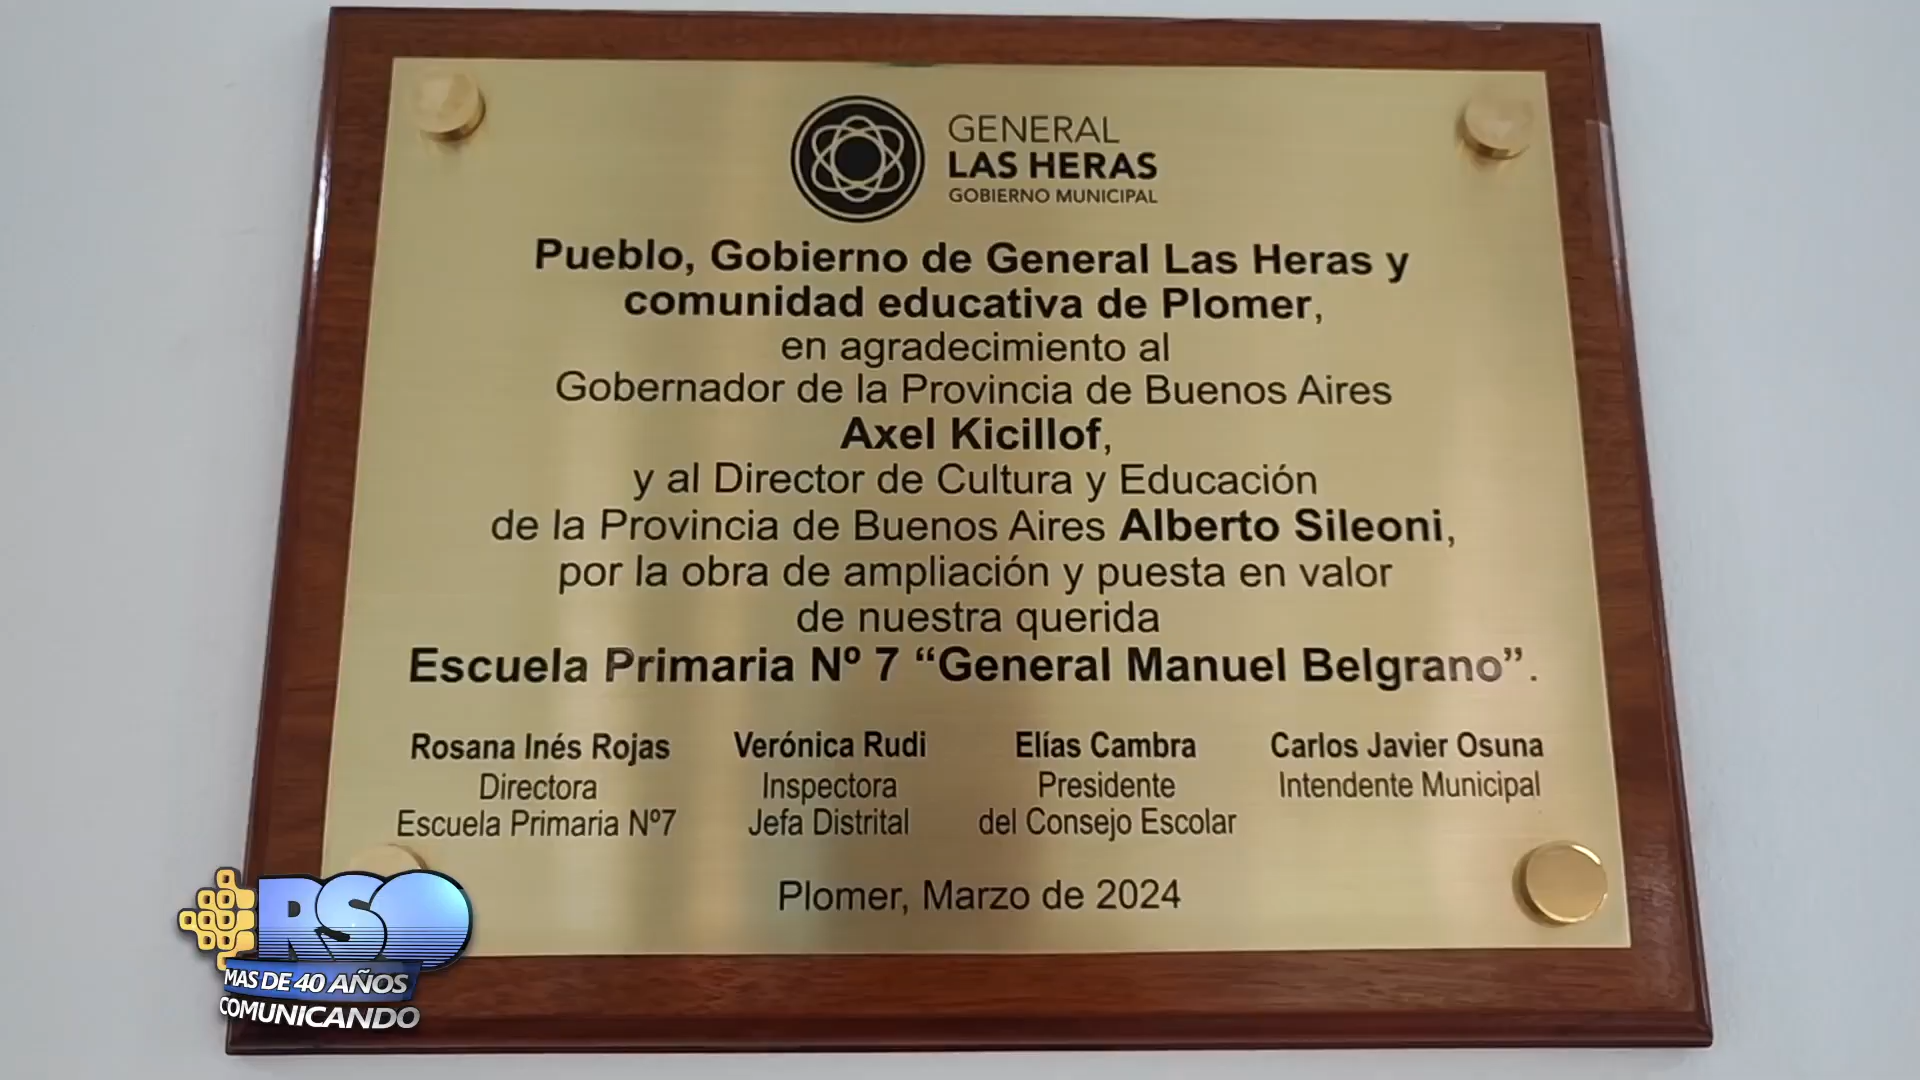 GENERAL
LAS HERAS
GOBIERNO MUNICIPAL
Pueblo, Gobierno de General Las Heras y
comunidad educativa de Plomer,
en agradecimiento al
Gobernador de la Provincia de Buenos Aires
Axel Kicillof,
y al Director de Cultura y Educación
de la Provincia de Buenos Aires Alberto Sileoni,
por la obra de ampliación y puesta en valor
de nuestra querida
Escuela Primaria Nº 7 “General Manuel Belgrano”.
Rosana Inés Rojas
Directora
Escuela Primaria Nº7
Verónica Rudi
Inspectora
Jefa Distrital
Elías Cambra
Presidente
del Consejo Escolar
Carlos Javier Osuna
Intendente Municipal
Plomer, Marzo de 2024
RSO
MAS DE 40 AÑOS
COMUNICANDO